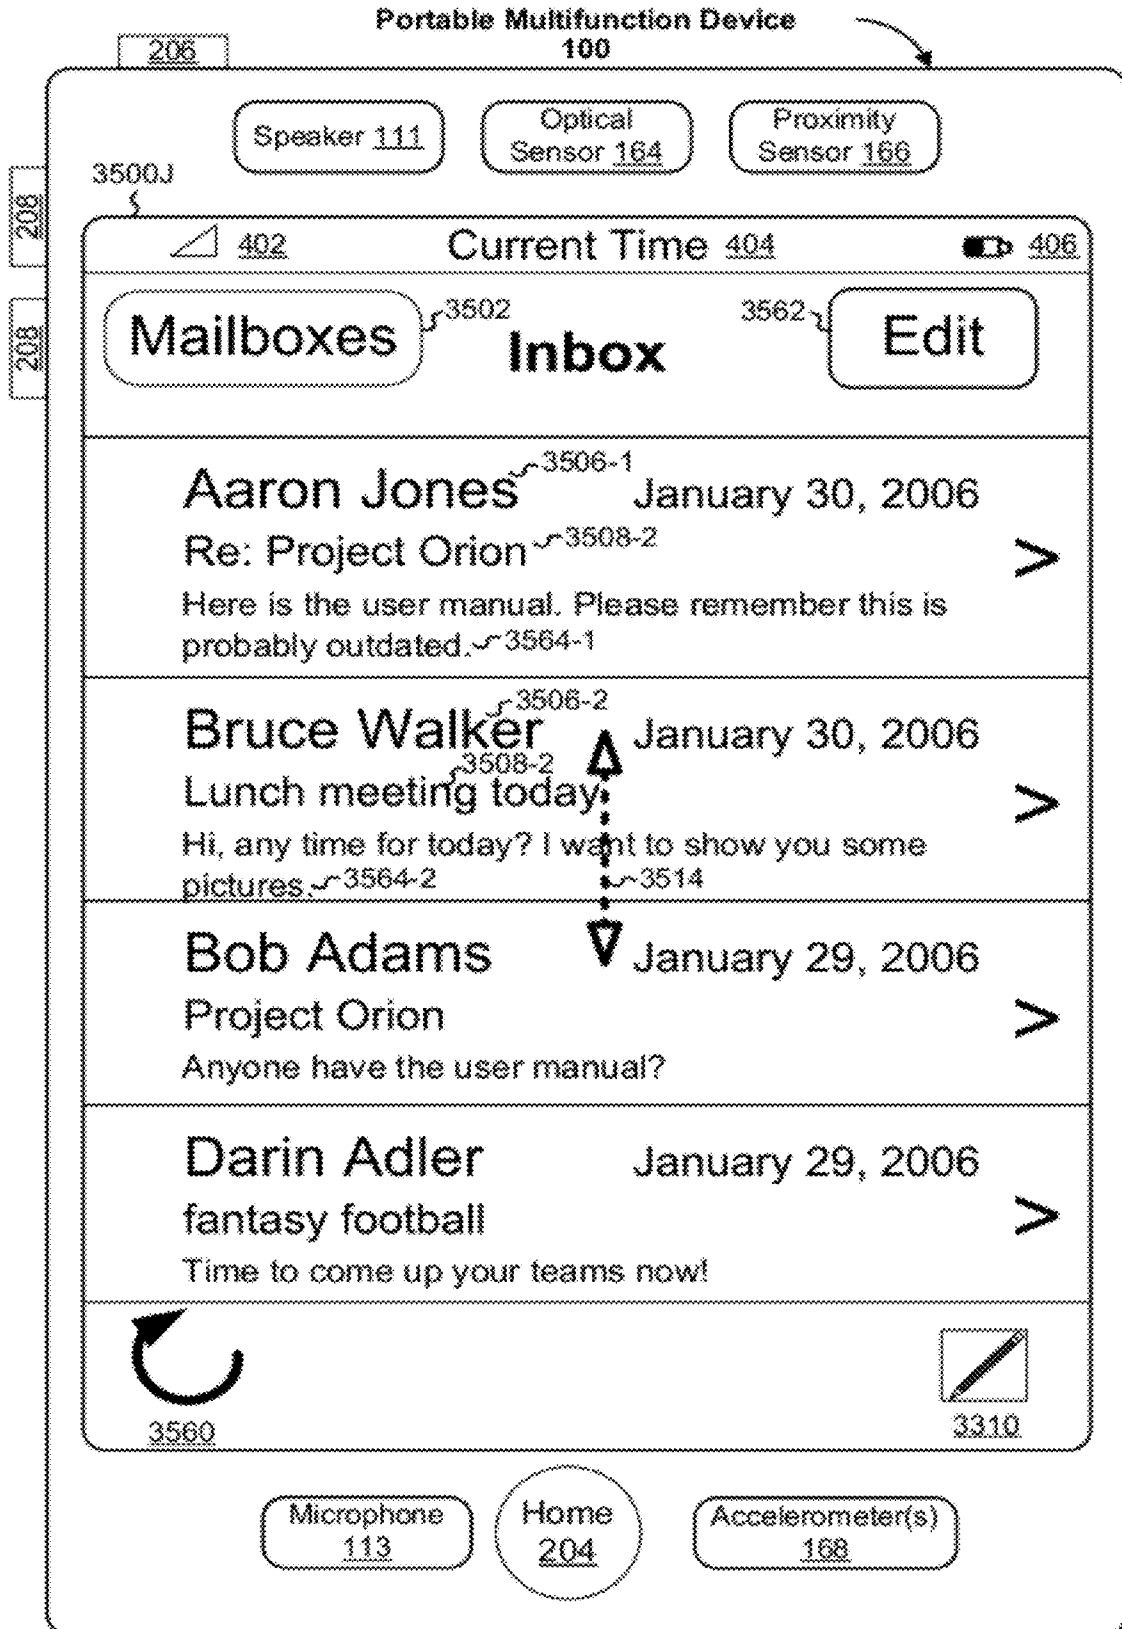 Portable Multifunction Device
100
206
Speaker 111
Optical
Sensor 164
Proximity
Sensor 166
3500J
208
402
Current Time 404
406
208
Mailboxes
3502
Inbox
3562
Edit
3506-1
Aaron Jones
January 30, 2006
Re: Project Orion
3508-2
>
Here is the user manual. Please remember this is
probably outdated.
3564-1
3506-2
Bruce Walker
January 30, 2006
3508-2
Lunch meeting today
>
Hi, any time for today? I want to show you some
pictures.
3564-2
3514
Bob Adams
January 29, 2006
Project Orion
>
Anyone have the user manual?
Darin Adler
January 29, 2006
fantasy football
>
Time to come up your teams now!
3560
3310
Microphone
113
Home
204
Accelerometer(s)
168